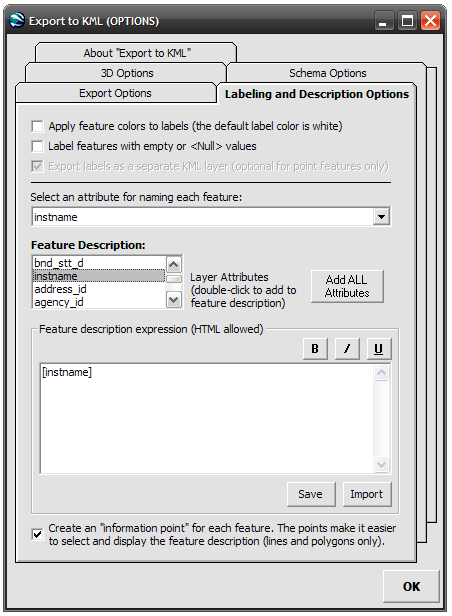 Export to KML (OPTIONS)
About "Export to KML"
3D Options
Schema Options
Export Options
Labeling and Description Options
Apply feature colors to labels (the default label color is white)
Label features with empty or <Null> values
Export labels as a separate KML layer (optional for point features only)
Select an attribute for naming each feature:
instname
Feature Description:
bnd_stt_d
instname
address_id
agency_id
Layer Attributes
(double-click to add to
feature description)
Add ALL
Attributes
Feature description expression (HTML allowed)
B
I
U
[instname]
Save
Import
Create an "information point" for each feature. The points make it easier
to select and display the feature description (lines and polygons only).
OK